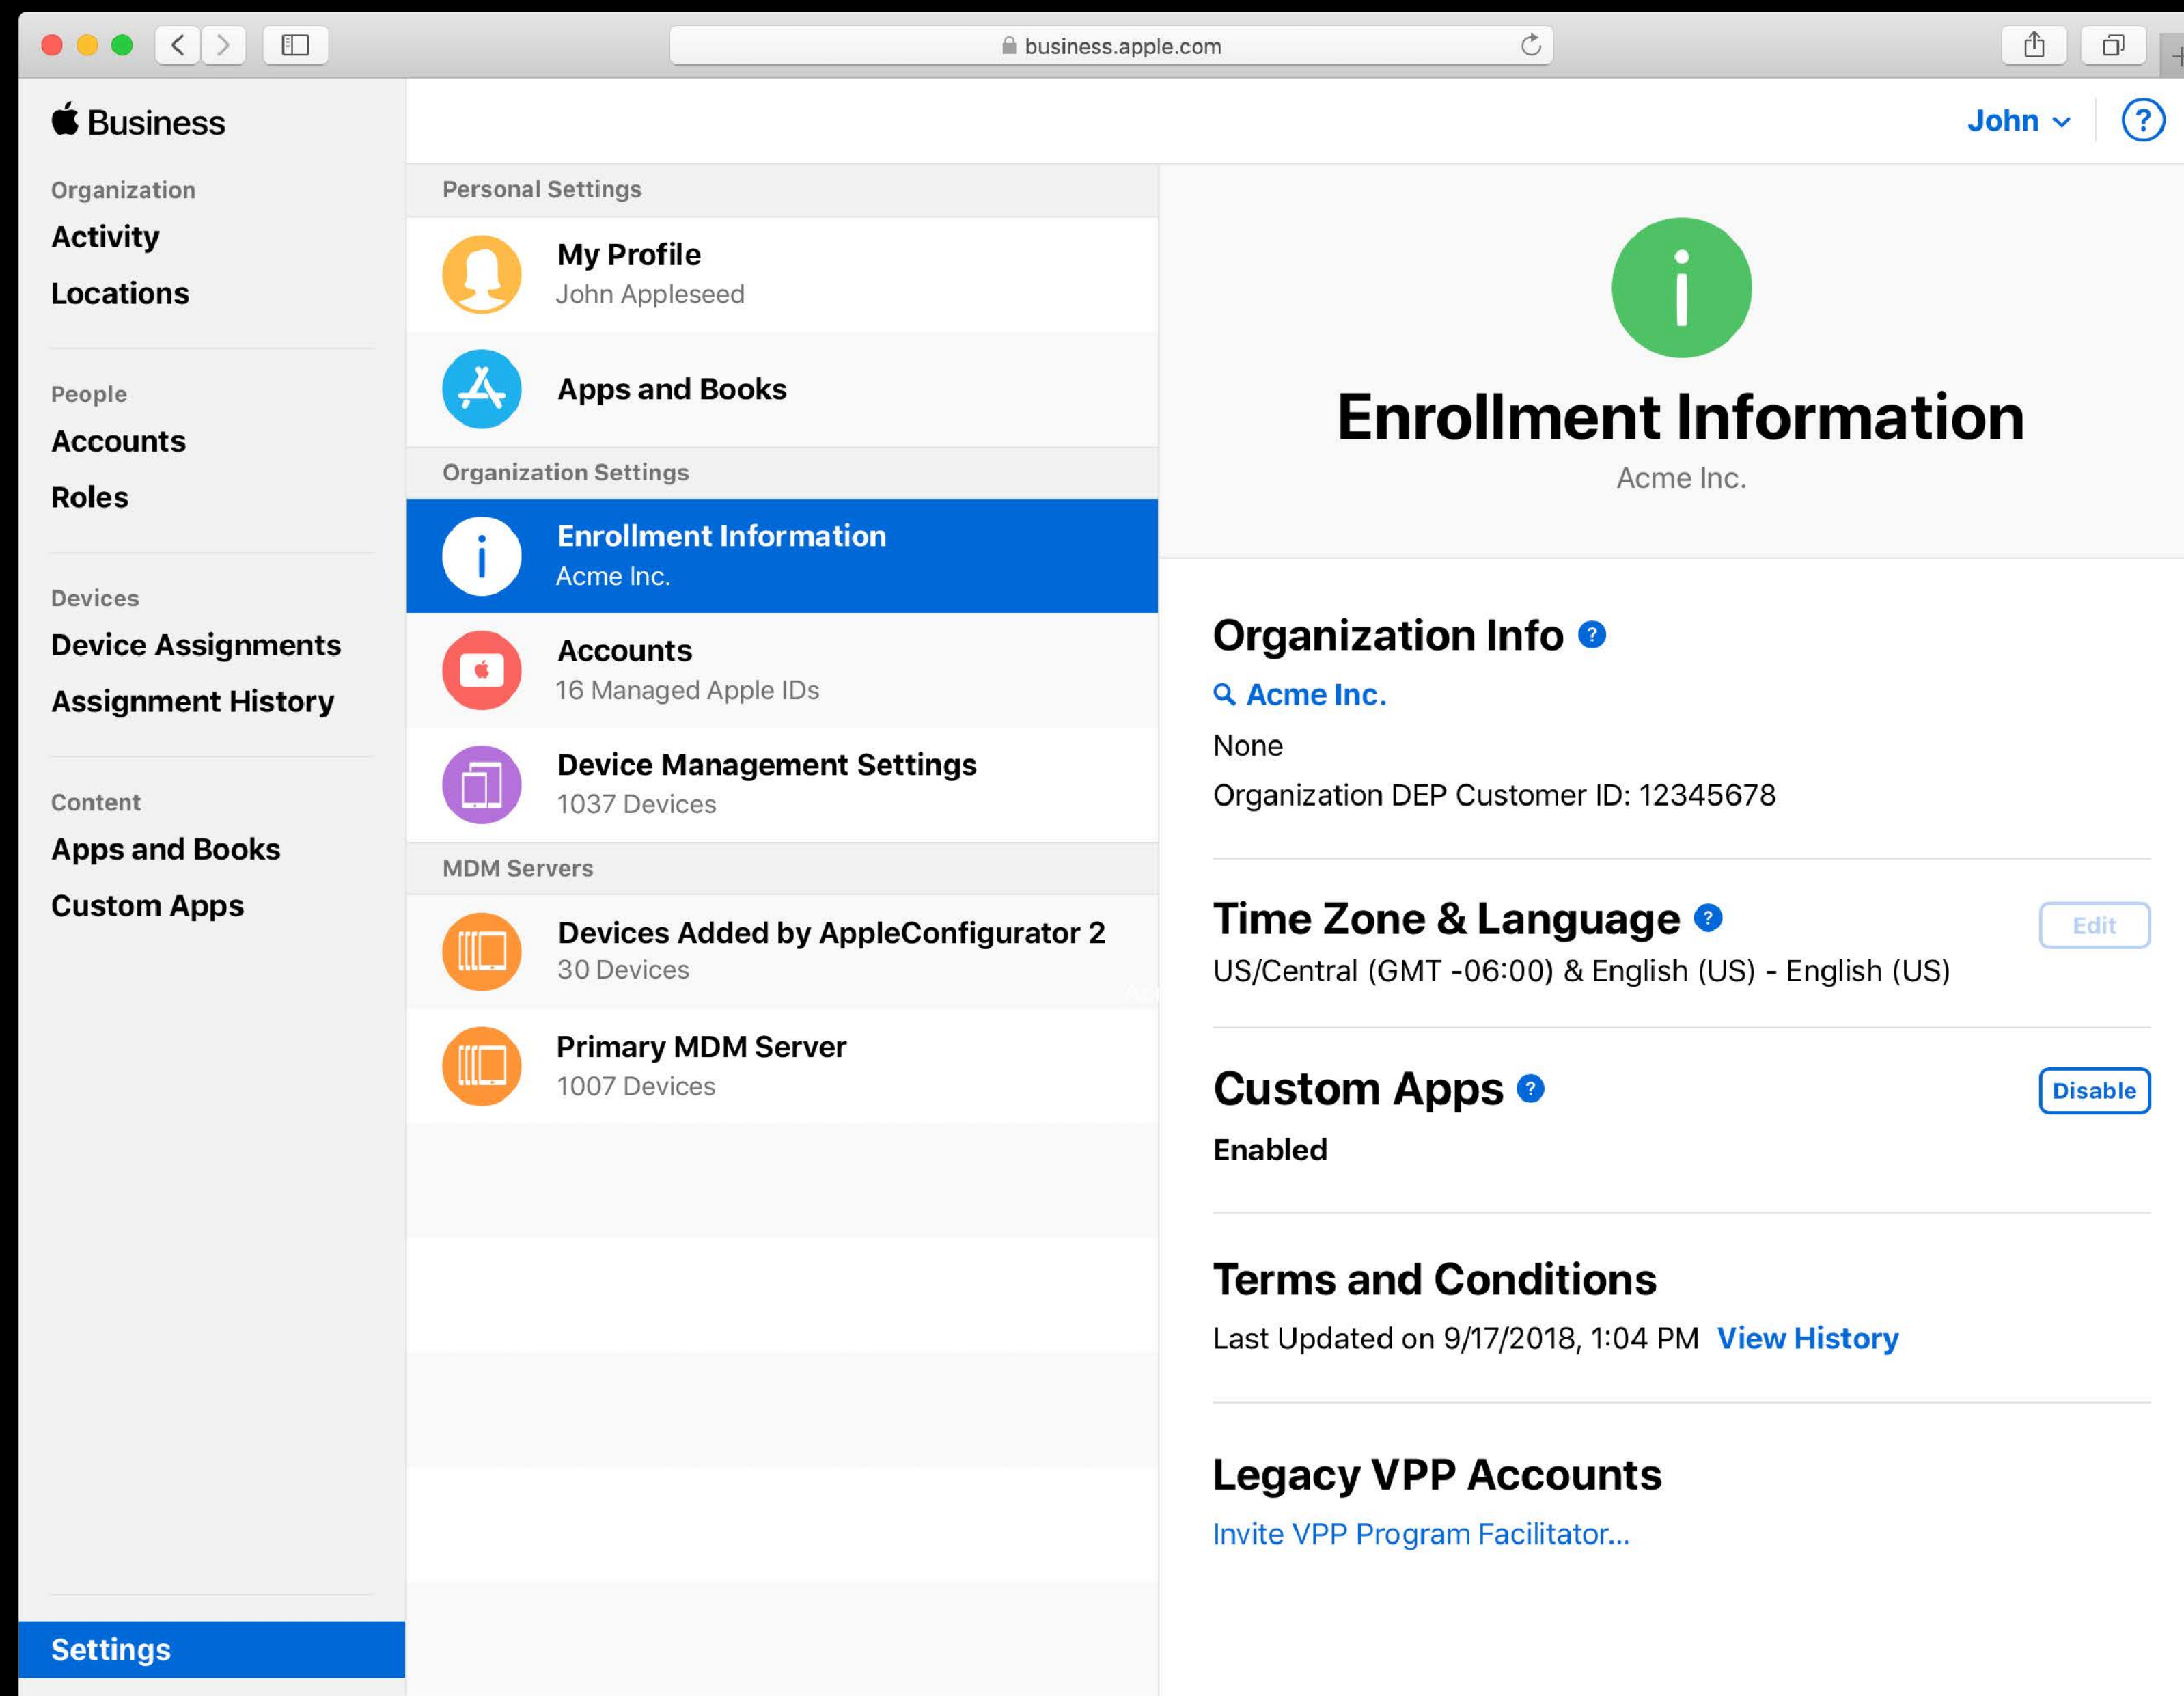 business.apple.com
Business
John
?
Organization
Activity
Locations
People
Accounts
Roles
Devices
Device Assignments
Assignment History
Content
Apps and Books
Custom Apps
Settings
Personal Settings
My Profile
John Appleseed
Apps and Books
Organization Settings
Enrollment Information
Acme Inc.
Accounts
16 Managed Apple IDs
Device Management Settings
1037 Devices
MDM Servers
Devices Added by AppleConfigurator 2
30 Devices
Primary MDM Server
1007 Devices
Enrollment Information
Acme Inc.
Organization Info ?
Acme Inc.
None
Organization DEP Customer ID: 12345678
Time Zone & Language ?
Edit
US/Central (GMT -06:00) & English (US) - English (US)
Custom Apps ?
Disable
Enabled
Terms and Conditions
Last Updated on 9/17/2018, 1:04 PM View History
Legacy VPP Accounts
Invite VPP Program Facilitator...